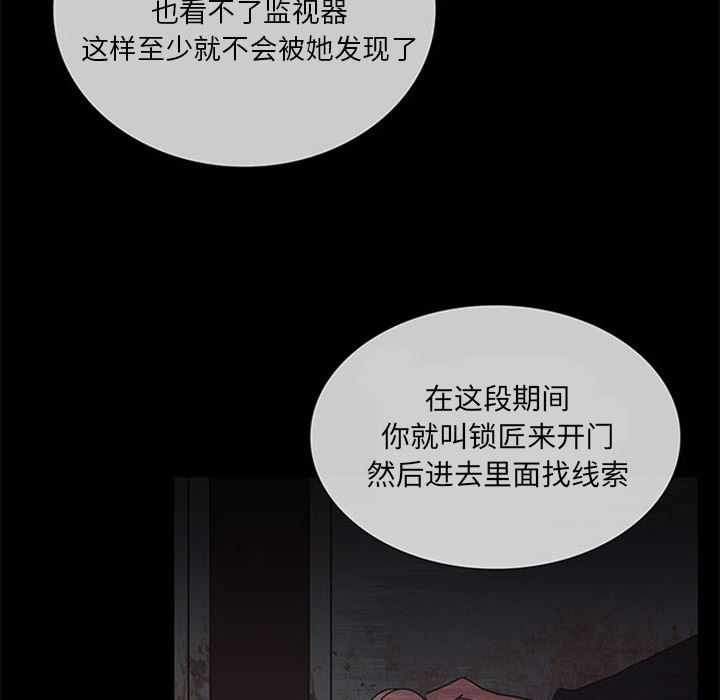 也看不了监视器
这样至少就不会被她发现了
在这段期间
你就叫锁匠来开门
然后进去里面找线索